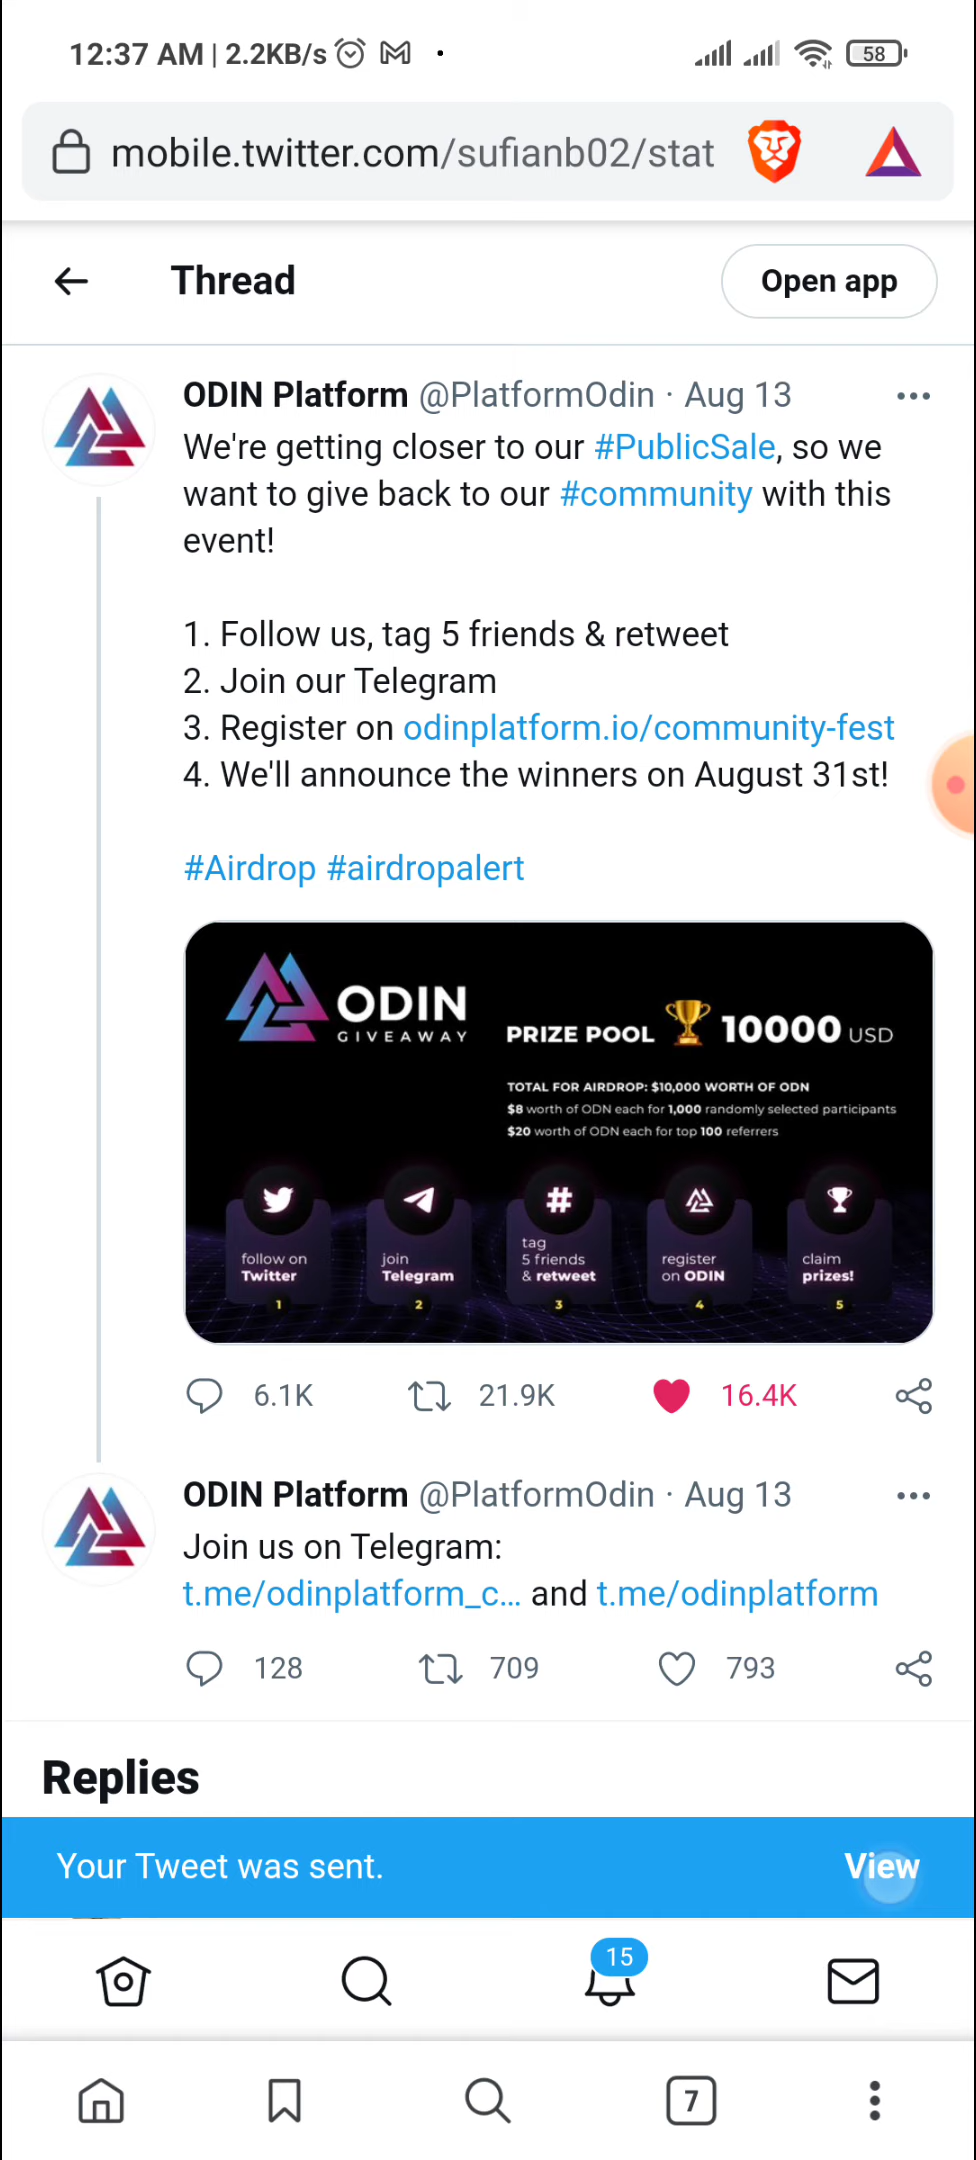 12:37 AM | 2.2KB/s
58
mobile.twitter.com/sufianb02/stat
Thread
Open app
ODIN Platform @PlatformOdin · Aug 13
We're getting closer to our #PublicSale, so we
want to give back to our #community with this
event!
1. Follow us, tag 5 friends & retweet
2. Join our Telegram
3. Register on odinplatform.io/community-fest
4. We'll announce the winners on August 31st!
#Airdrop #airdropalert
ODIN
GIVEAWAY
PRIZE POOL 10000 USD
TOTAL FOR AIRDROP: $10,000 WORTH OF ODN
$8 worth of ODN each for 1,000 randomly selected participants
$20 worth of ODN each for top 100 referrers
#
follow on
Twitter
1
join
Telegram
2
tag
5 friends
& retweet
3
register
on ODIN
4
claim
prizes!
5
6.1K 21.9K 16.4K
ODIN Platform @PlatformOdin · Aug 13
Join us on Telegram:
t.me/odinplatform_c... and t.me/odinplatform
128 709 793
Replies
Your Tweet was sent. View
15
7